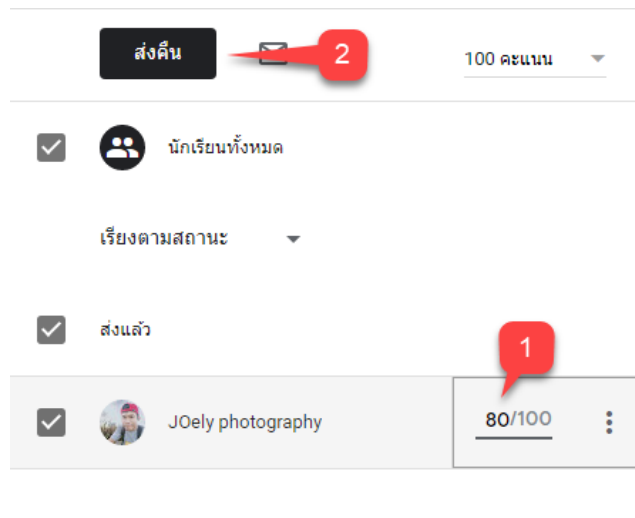 ส่งคืน 2 100 คะแนน
นักเรียนทั้งหมด
เรียงตามสถานะ
ส่งแล้ว
1
JOely photography 80/100